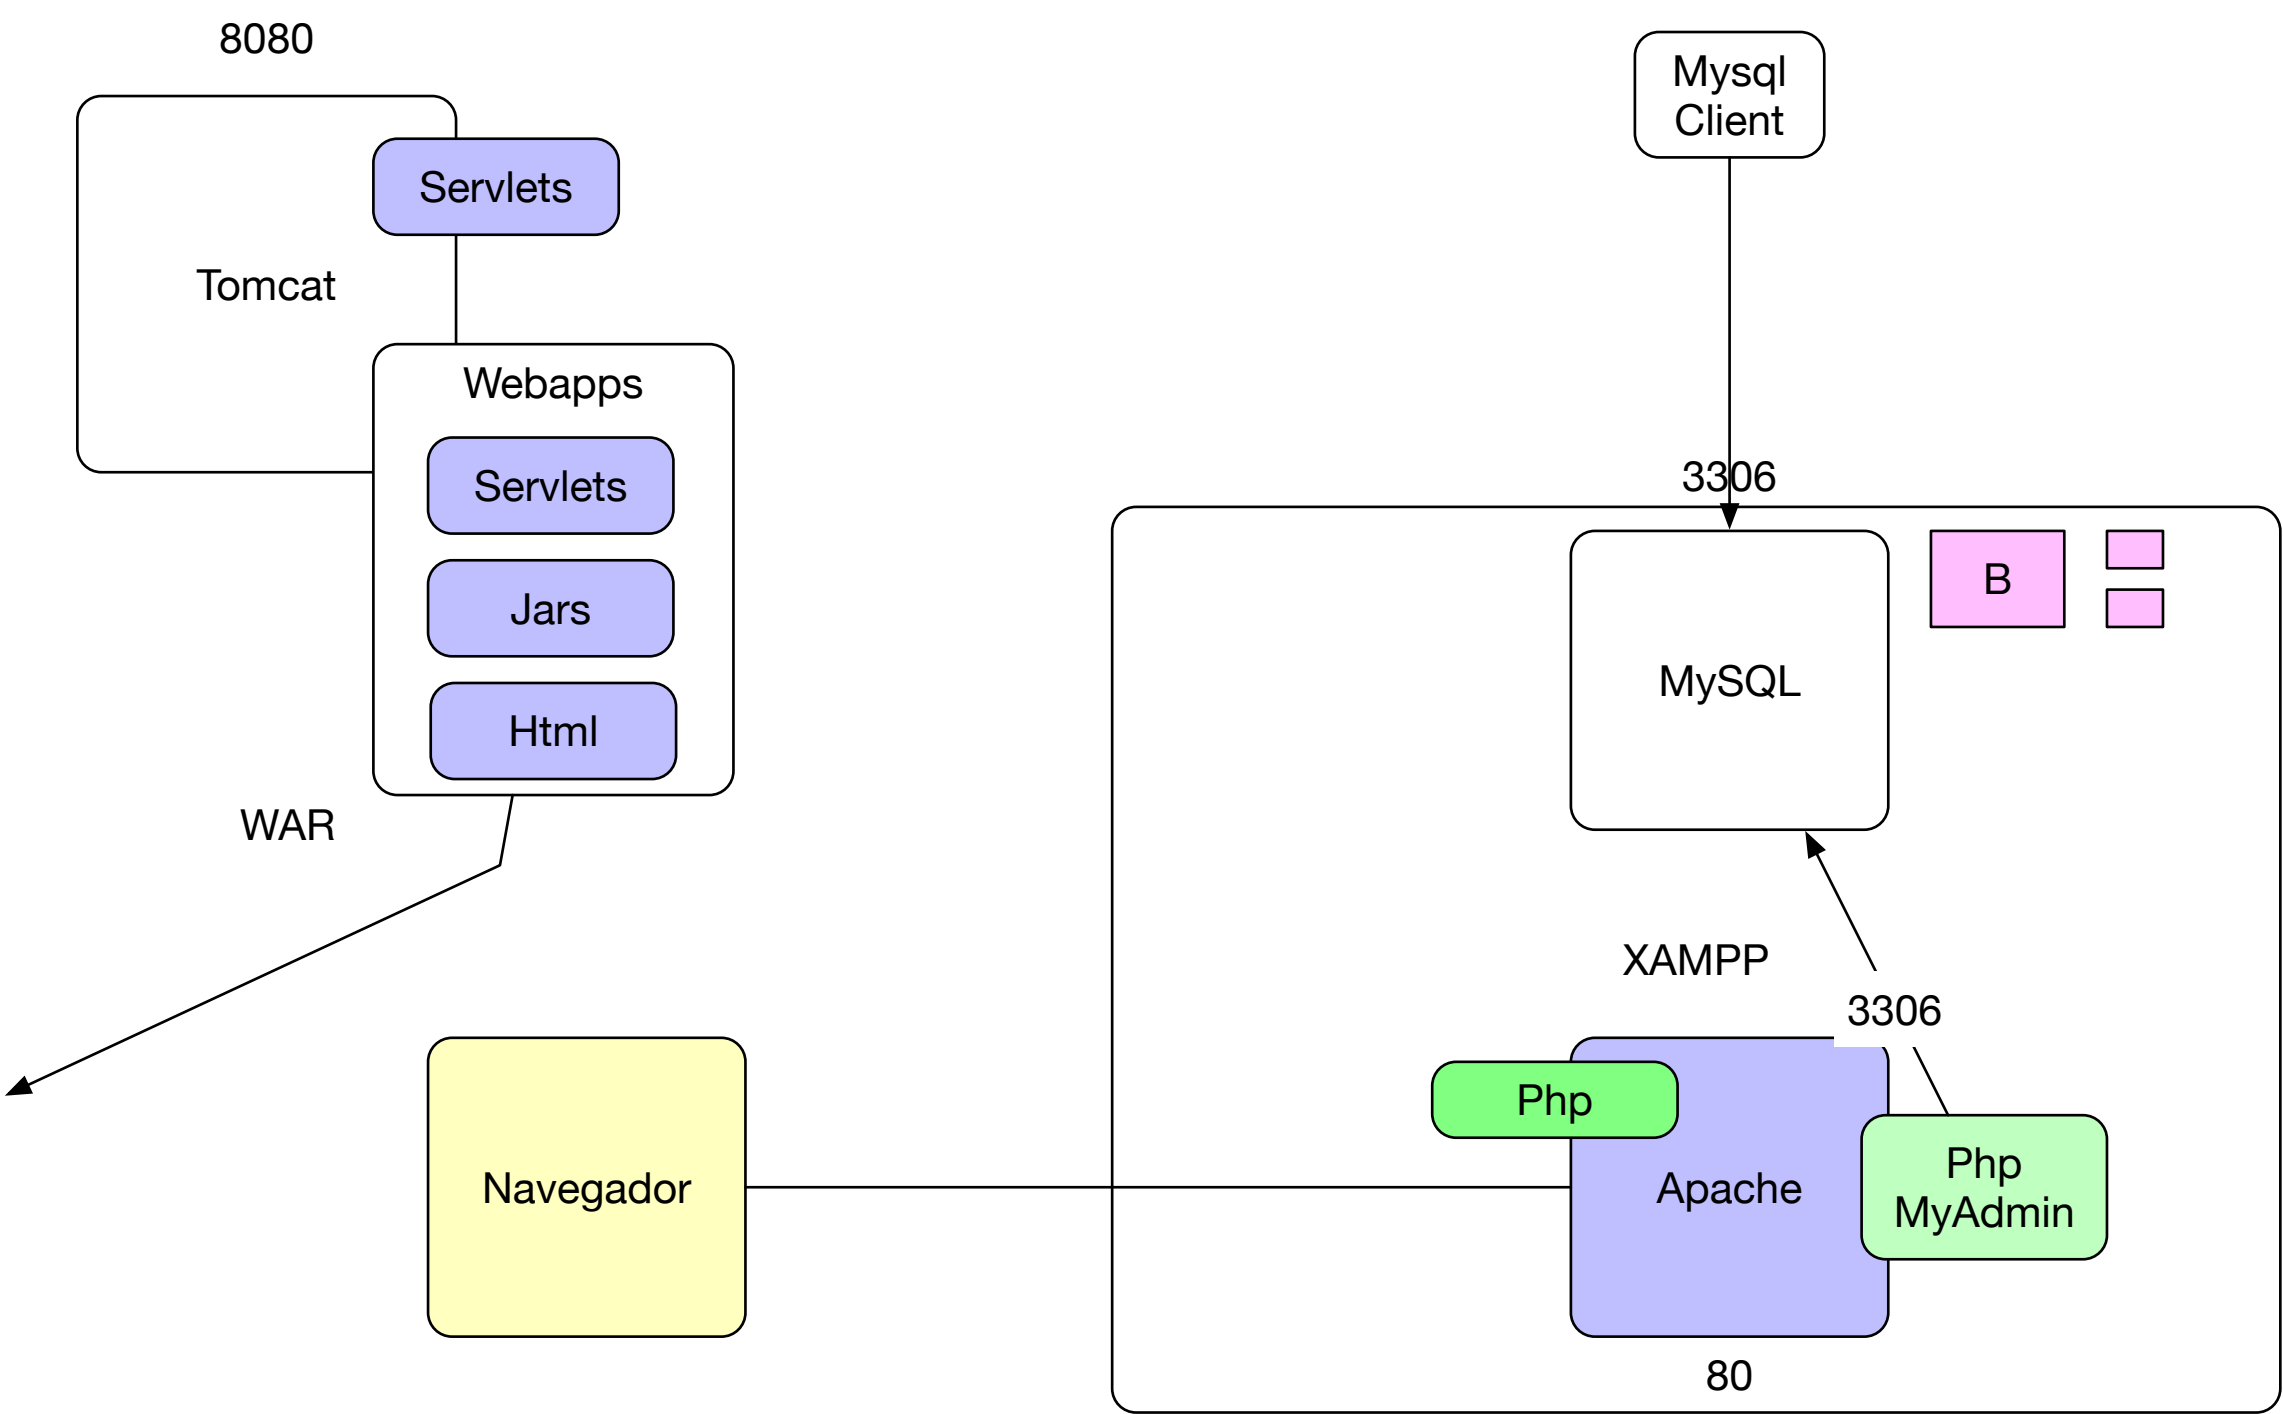 8080
Mysql
Client
Servlets
Tomcat
Webapps
Servlets
Jars
Html
WAR
3306
MySQL
B
XAMPP
3306
Php
Navegador
Apache
Php
MyAdmin
80